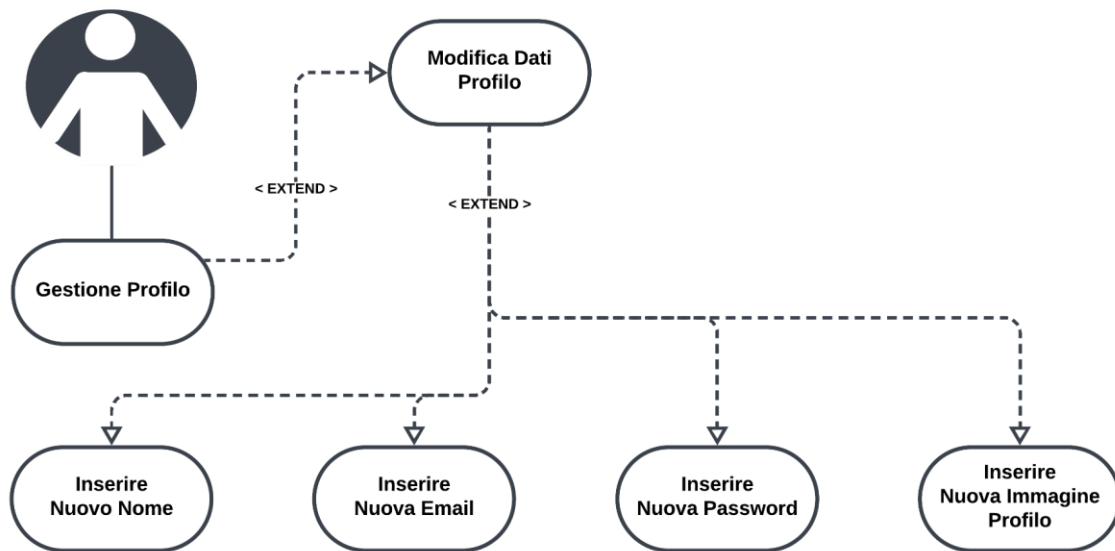 Modifica Dati
Profilo
< EXTEND >
< EXTEND >
Gestione Profilo
Inserire
Nuovo Nome
Inserire
Nuova Email
Inserire
Nuova Password
Inserire
Nuova Immagine
Profilo